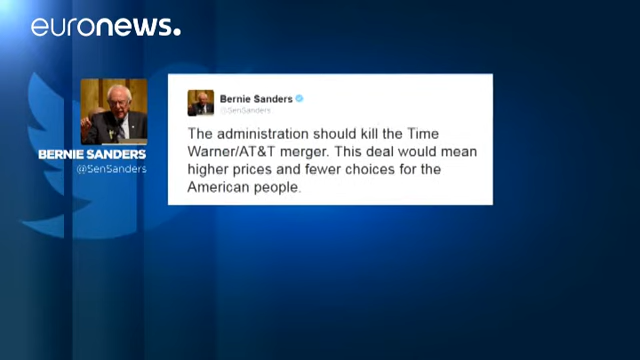 euronews.
BERNIE SANDERS
@SenSanders
Bernie Sanders
@SenSanders
The administration should kill the Time
Warner/AT&T merger. This deal would mean
higher prices and fewer choices for the
American people.